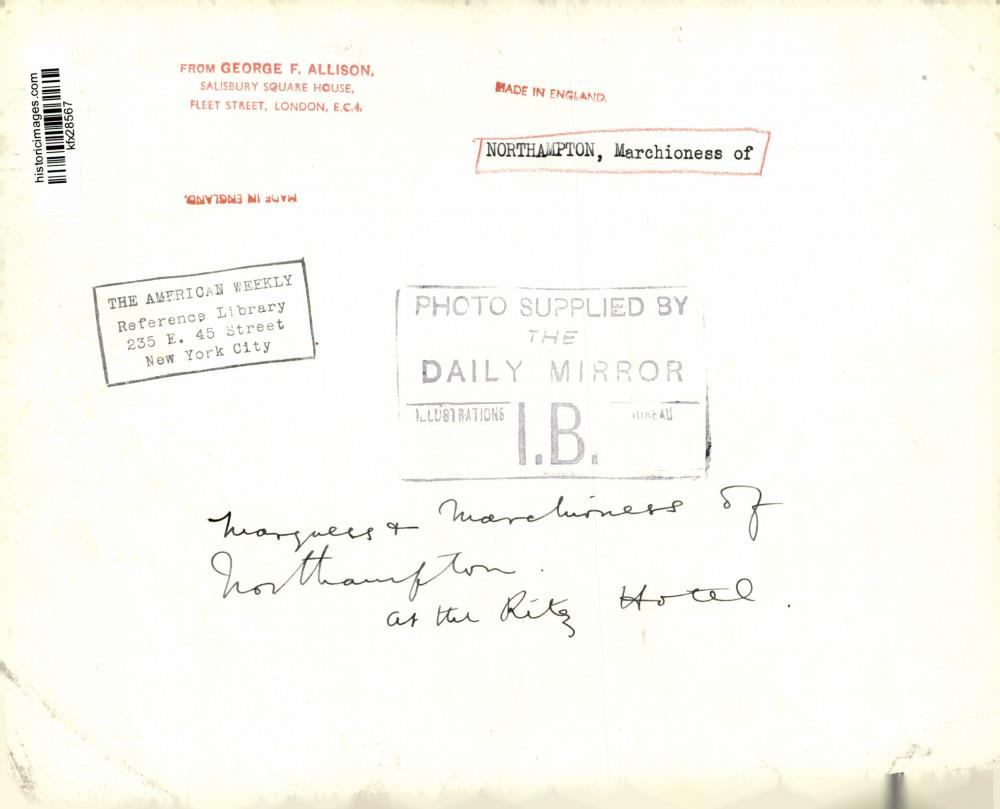 historicimages.com
kfx28567
FROM GEORGE F. ALLISON,
SALISBURY SQUARE HOUSE,
FLEET STREET, LONDON, E.C.4.
MADE IN ENGLAND.
NORTHAMPTON, Marchioness of
MADE IN ENGLAND.
THE AMERICAN WEEKLY
Reference Library
235 E. 45 Street
New York City
PHOTO SUPPLIED BY
THE
DAILY MIRROR
ILLUSTRATIONS I.B. BUREAU
Marquess & Marchioness of
Northampton.
at the Ritz Hotel.